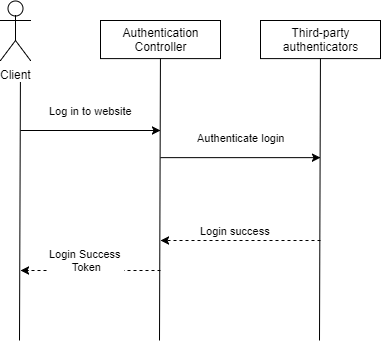 Authentication
Controller
Third-party
authenticators
Client
Log in to website
Authenticate login
Login success
Login Success
Token